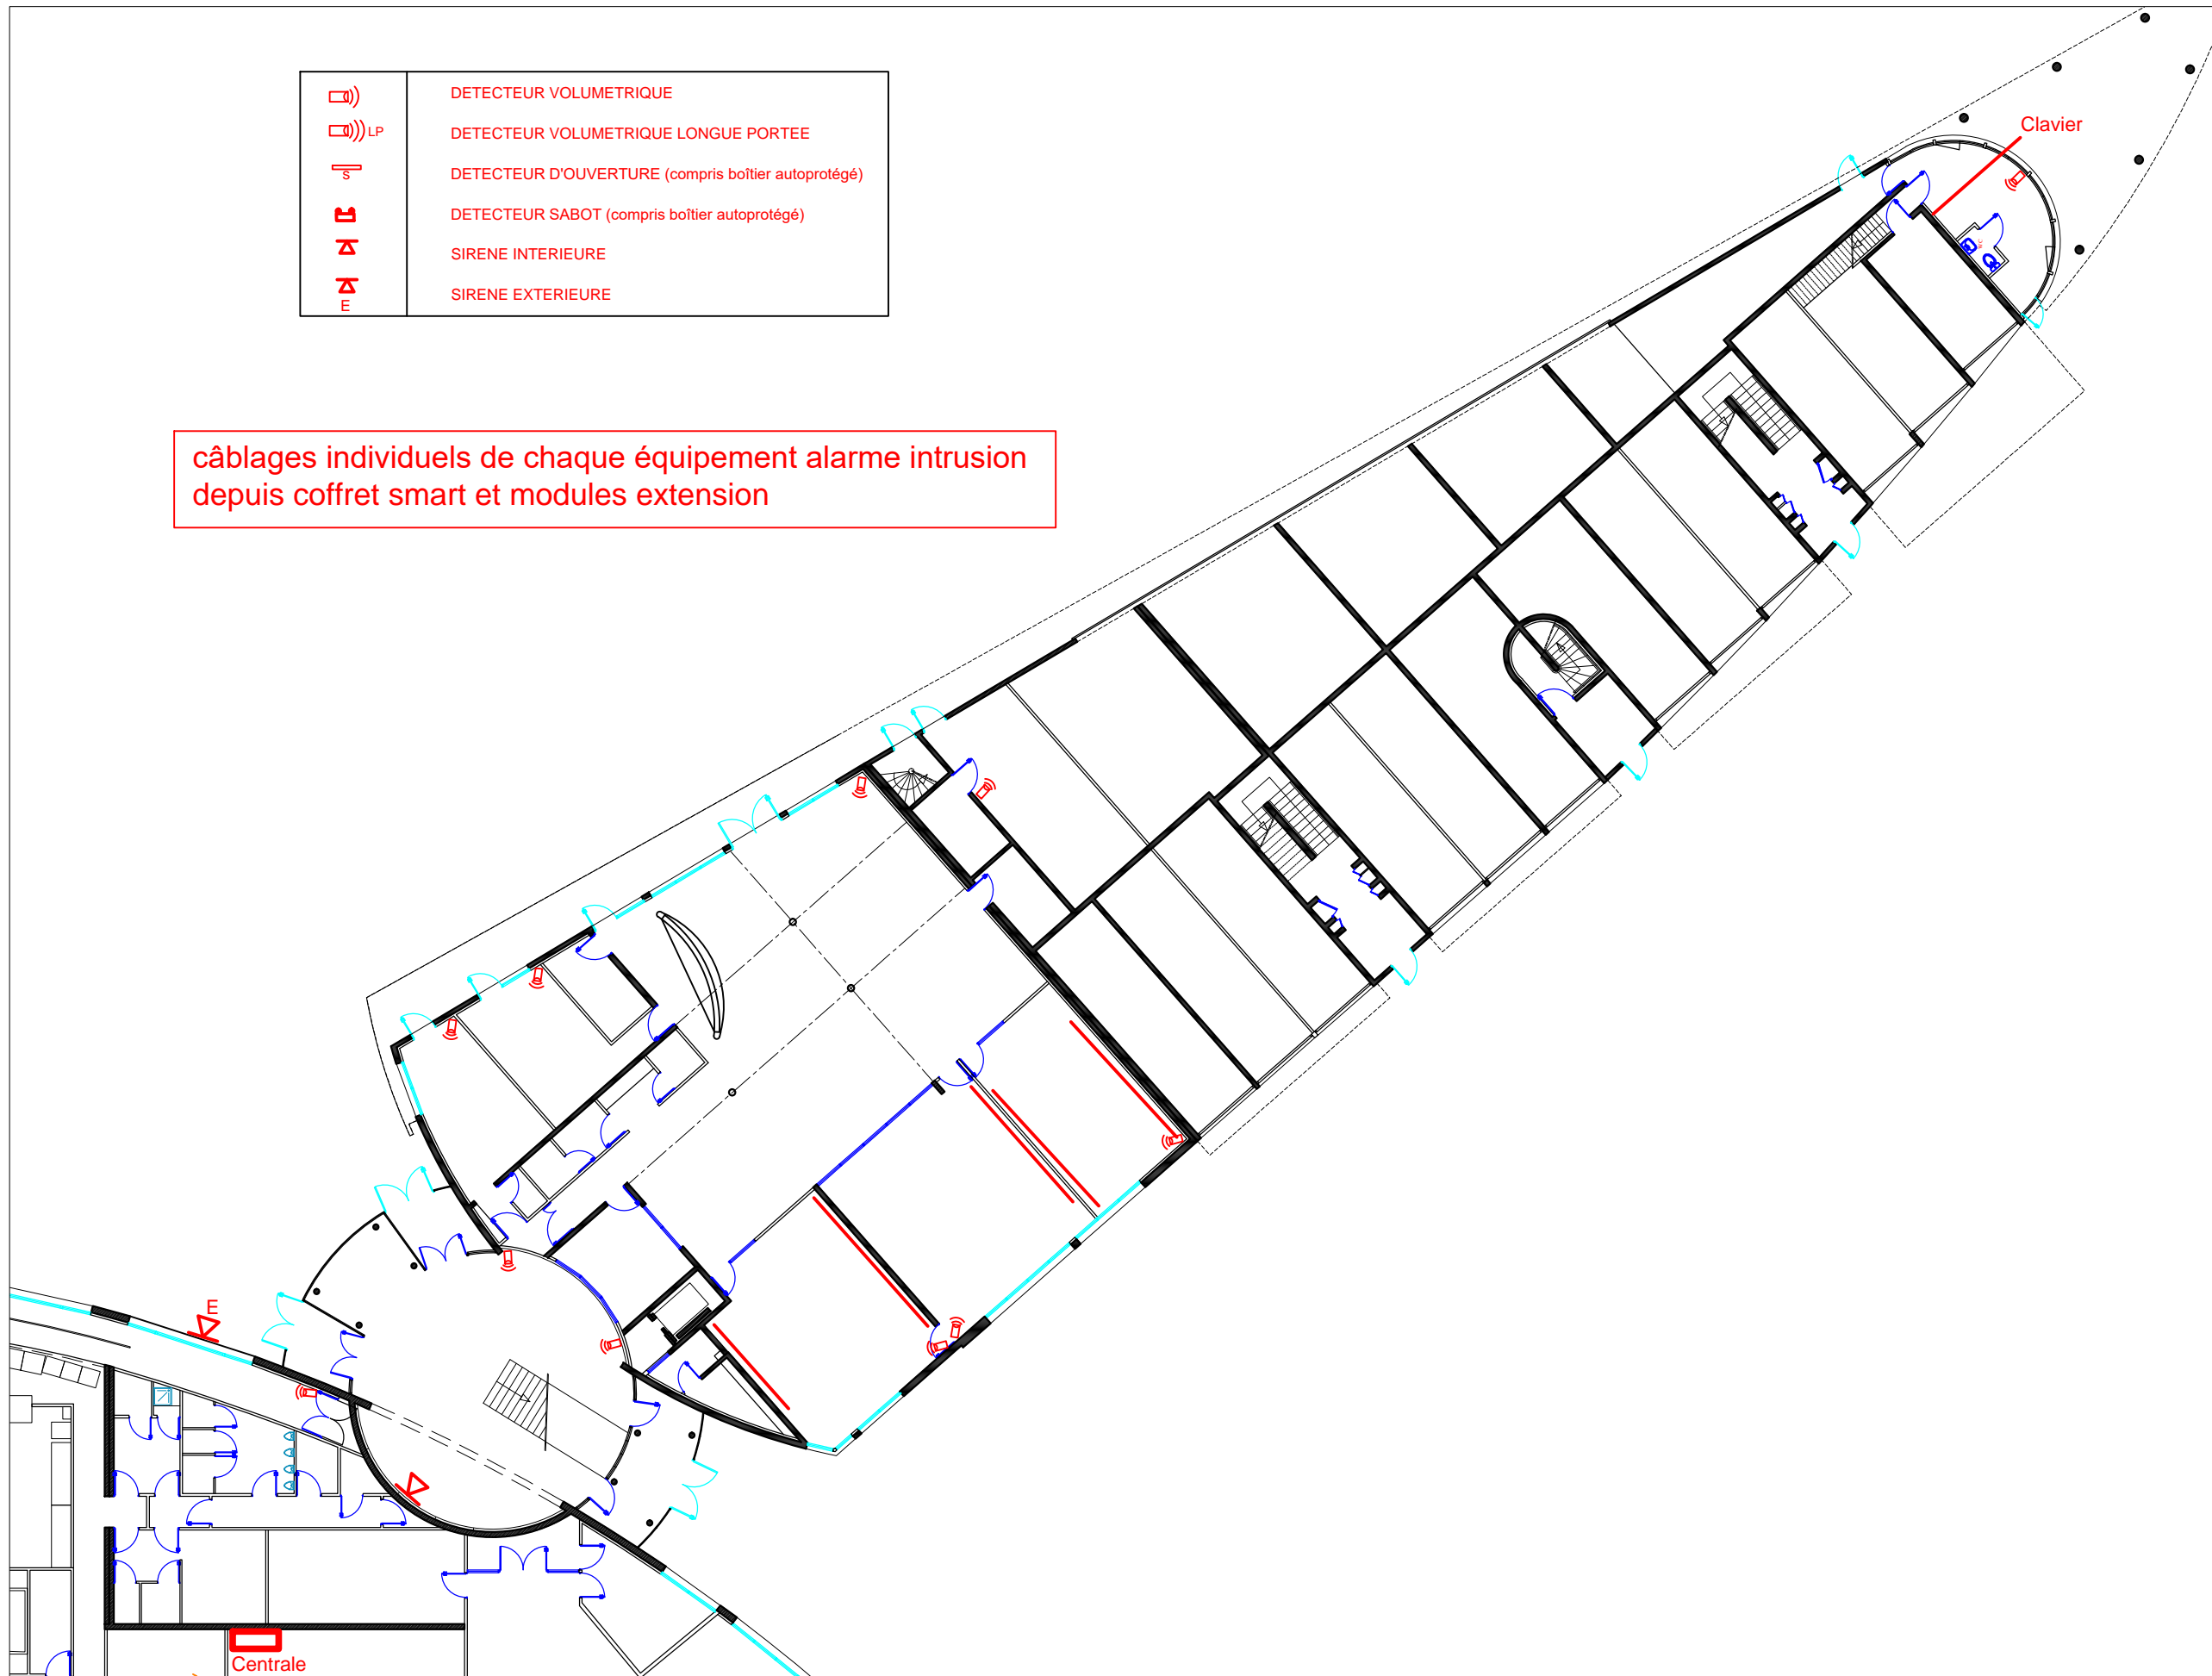 DETECTEUR VOLUMETRIQUE
LP
DETECTEUR VOLUMETRIQUE LONGUE PORTEE
S
DETECTEUR D'OUVERTURE (compris boîtier autoprotégé)
DETECTEUR SABOT (compris boîtier autoprotégé)
SIRENE INTERIEURE
E
SIRENE EXTERIEURE
Clavier
câblages individuels de chaque équipement alarme intrusion
depuis coffret smart et modules extension
E
Centrale